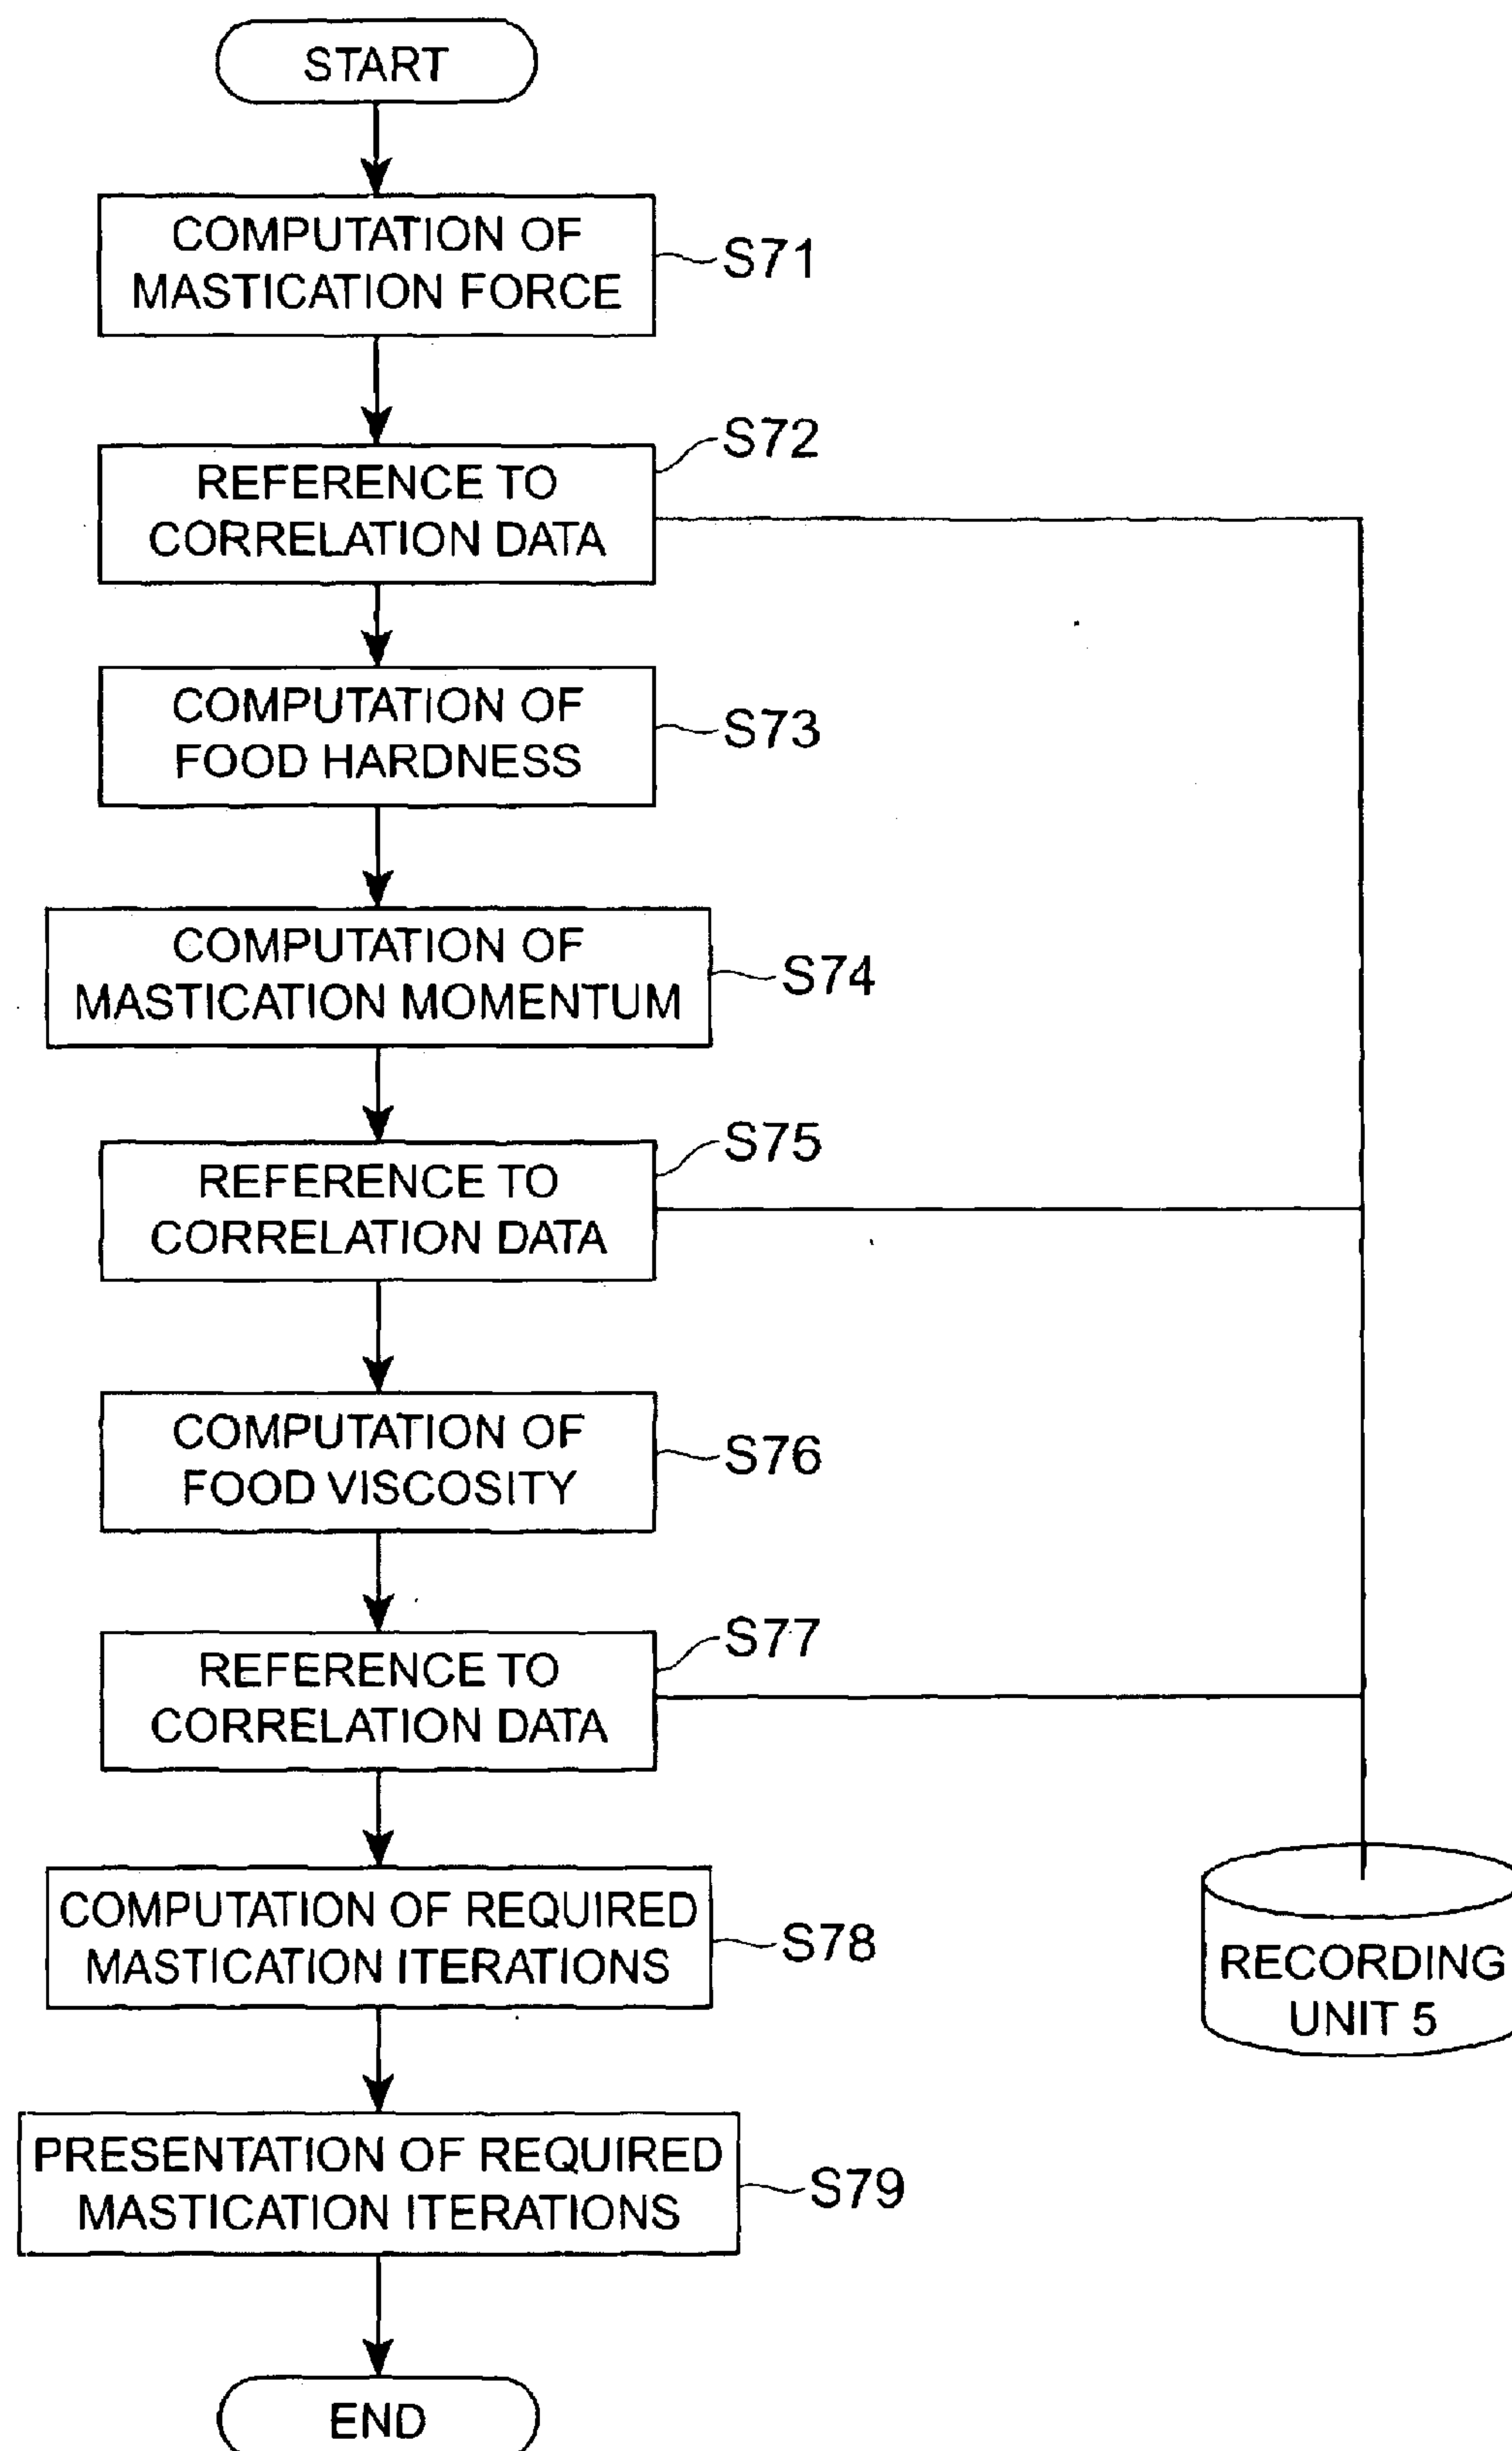 START
COMPUTATION OF
MASTICATION FORCE
S71
S72
REFERENCE TO
CORRELATION DATA
COMPUTATION OF
FOOD HARDNESS
S73
COMPUTATION OF
MASTICATION MOMENTUM
S74
S75
REFERENCE TO
CORRELATION DATA
COMPUTATION OF
FOOD VISCOSITY
S76
S77
REFERENCE TO
CORRELATION DATA
COMPUTATION OF REQUIRED
MASTICATION ITERATIONS
S78
RECORDING
UNIT 5
PRESENTATION OF REQUIRED
MASTICATION ITERATIONS
S79
END